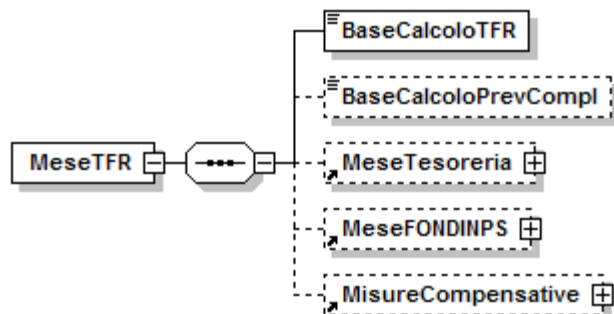 BaseCalcoloTFR
BaseCalcoloPrevCompl
MeseTFR
MeseTesoreria
MeseFONDINPS
MisureCompensative